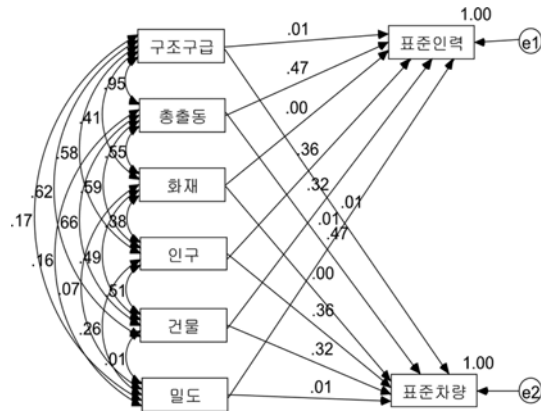 1.00
구조구급 .01 표준인력 e1
.47
.95
총출동 .00
.41
.55 .36
.58
화재 .32
.62 .59 .38 .01 .01
.17 .66 .47
.49 인구 .00
.16
.51 .36
.07
건물
.26 .32
.01 1.00
밀도 .01 표준차량 e2